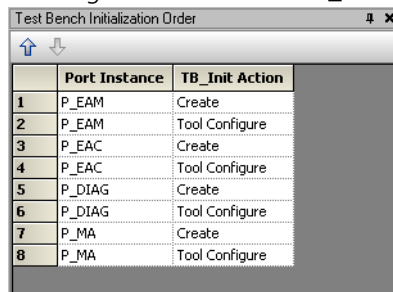 Test Bench Initialization Order
Port Instance TB_Init Action
1 P_EAM Create
2 P_EAM Tool Configure
3 P_EAC Create
4 P_EAC Tool Configure
5 P_DIAG Create
6 P_DIAG Tool Configure
7 P_MA Create
8 P_MA Tool Configure